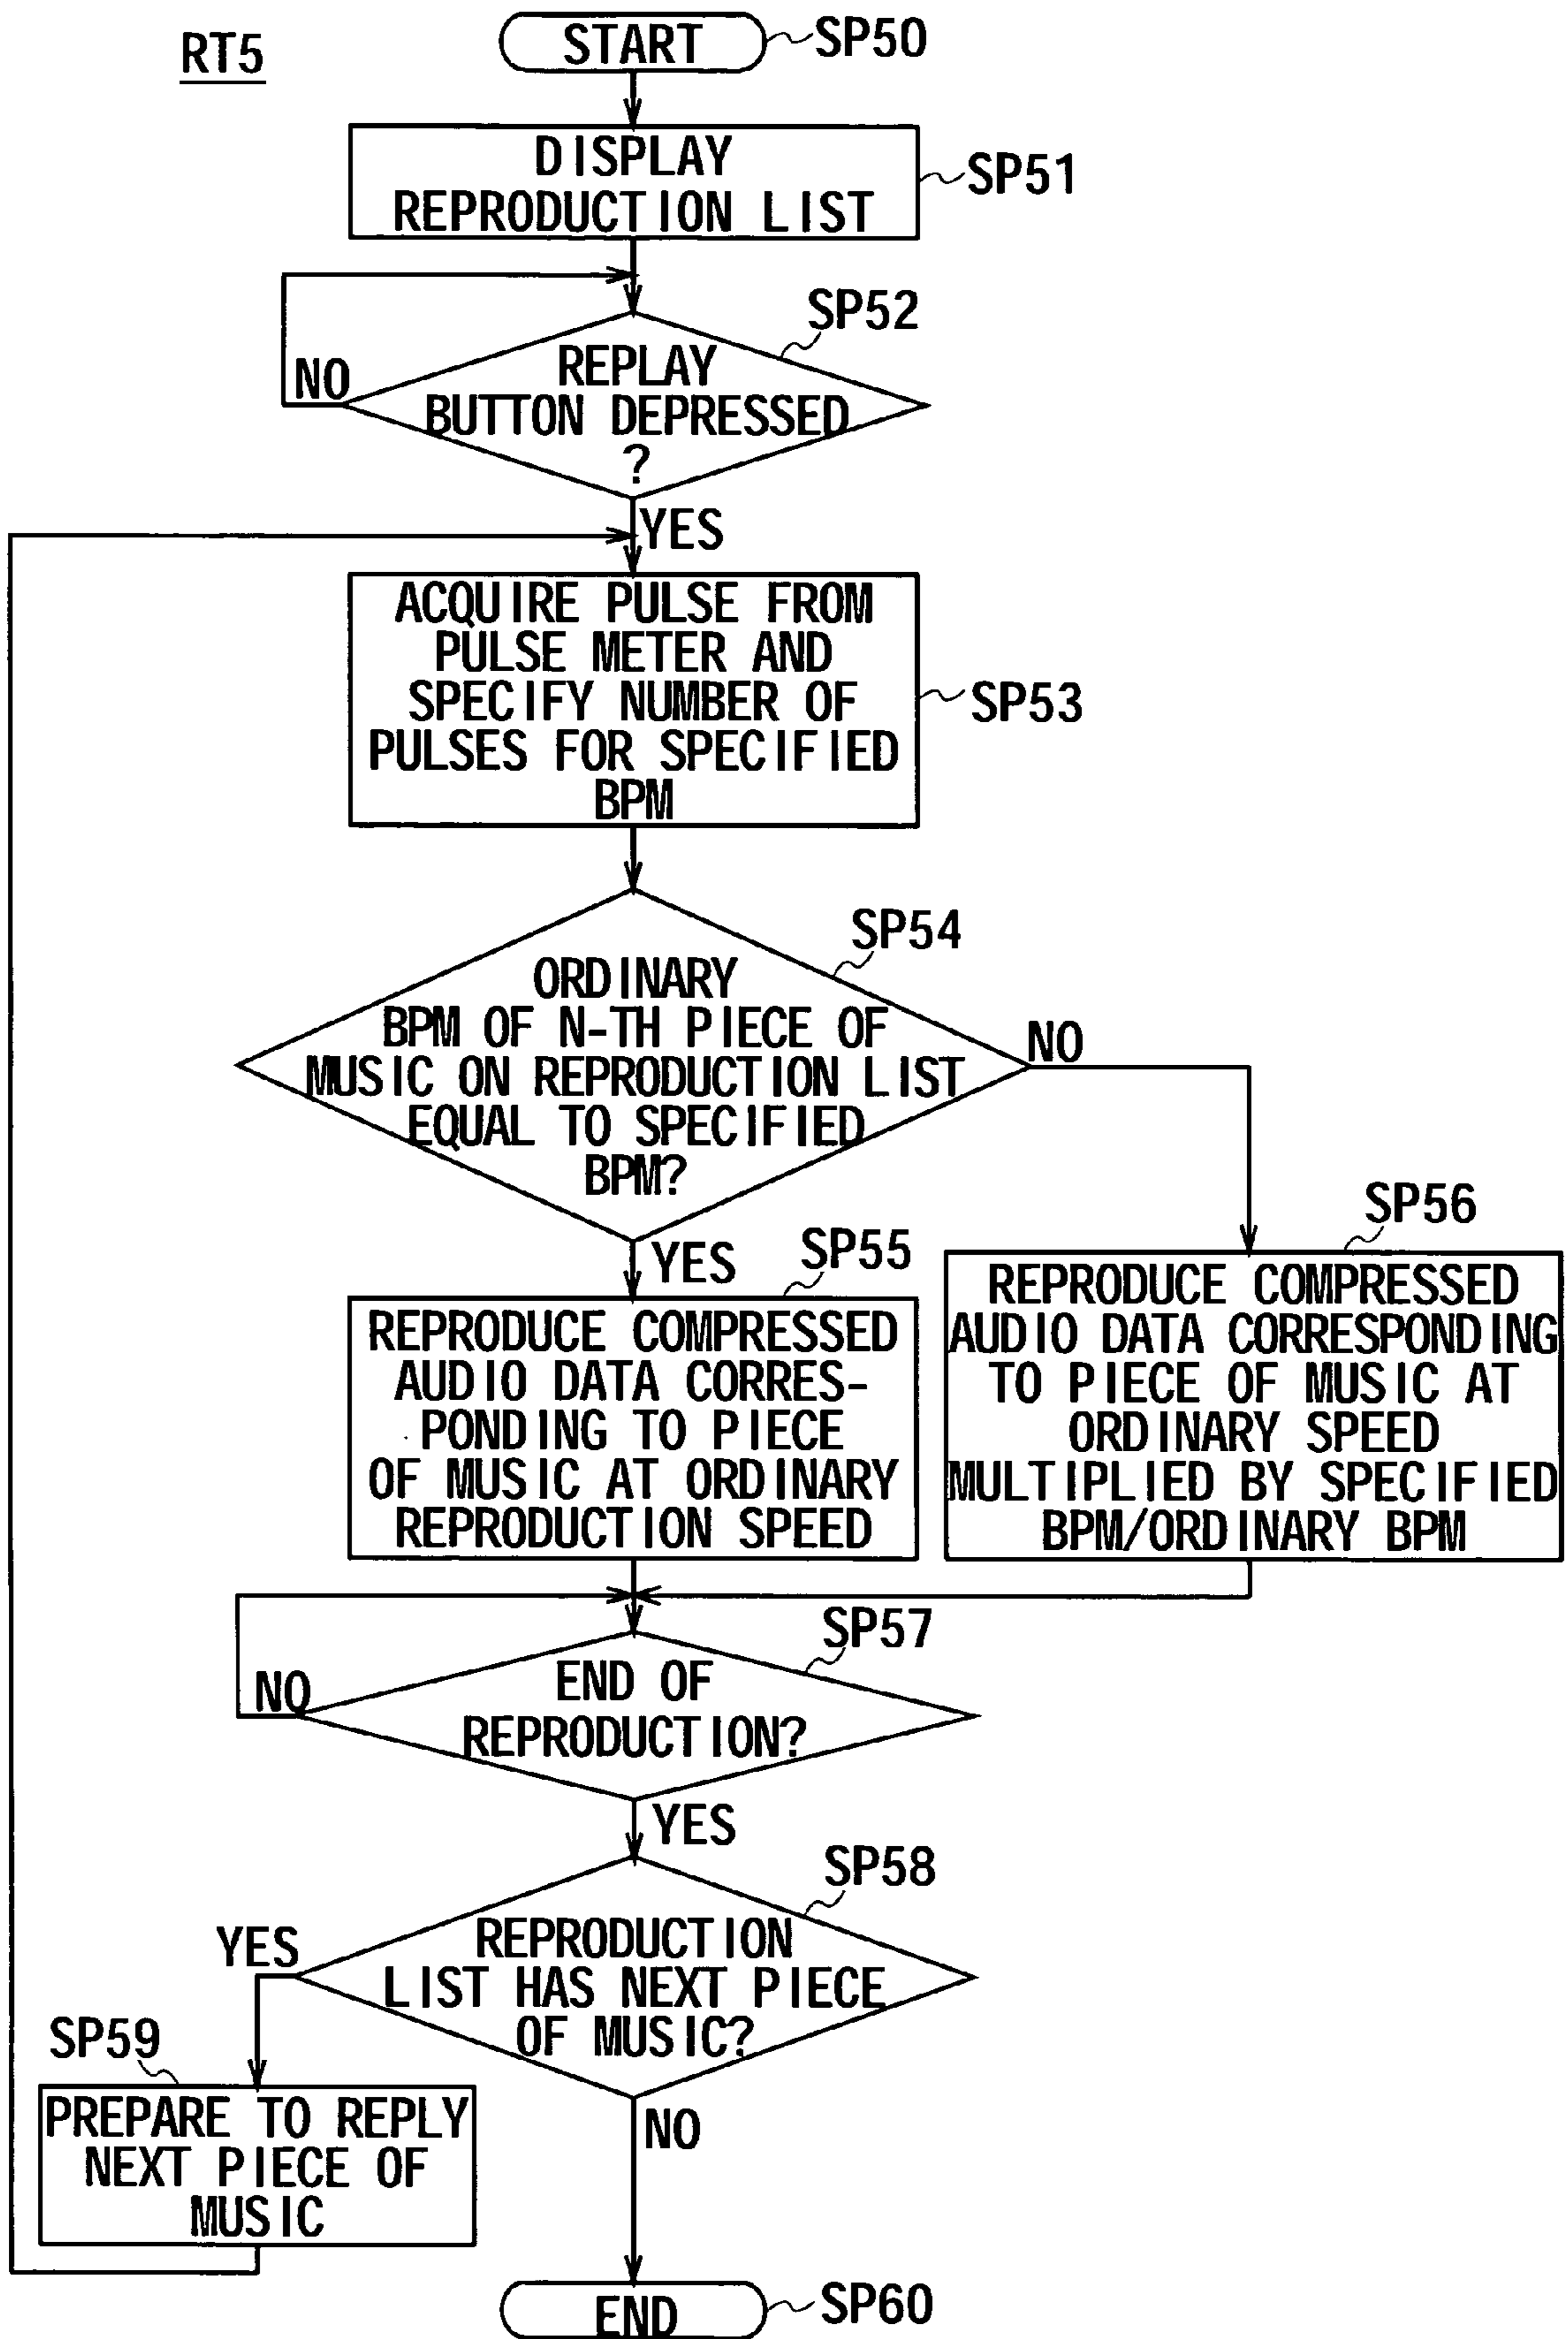 RT5
START
SP50
DISPLAY
REPRODUCTION LIST
SP51
SP52
REPLAY
BUTTON DEPRESSED
?
NO
YES
ACQUIRE PULSE FROM
PULSE METER AND
SPECIFY NUMBER OF
PULSES FOR SPECIFIED
BPM
SP53
SP54
ORDINARY
BPM OF N-TH PIECE OF
MUSIC ON REPRODUCTION LIST
EQUAL TO SPECIFIED
BPM?
NO
YES
SP55
REPRODUCE COMPRESSED
AUDIO DATA CORRES-
PONDING TO PIECE
OF MUSIC AT ORDINARY
REPRODUCTION SPEED
SP56
REPRODUCE COMPRESSED
AUDIO DATA CORRESPONDING
TO PIECE OF MUSIC AT
ORDINARY SPEED
MULTIPLIED BY SPECIFIED
BPM/ORDINARY BPM
SP57
END OF
REPRODUCTION?
NO
YES
SP58
REPRODUCTION
LIST HAS NEXT PIECE
OF MUSIC?
YES
NO
SP59
PREPARE TO REPLY
NEXT PIECE OF
MUSIC
END
SP60